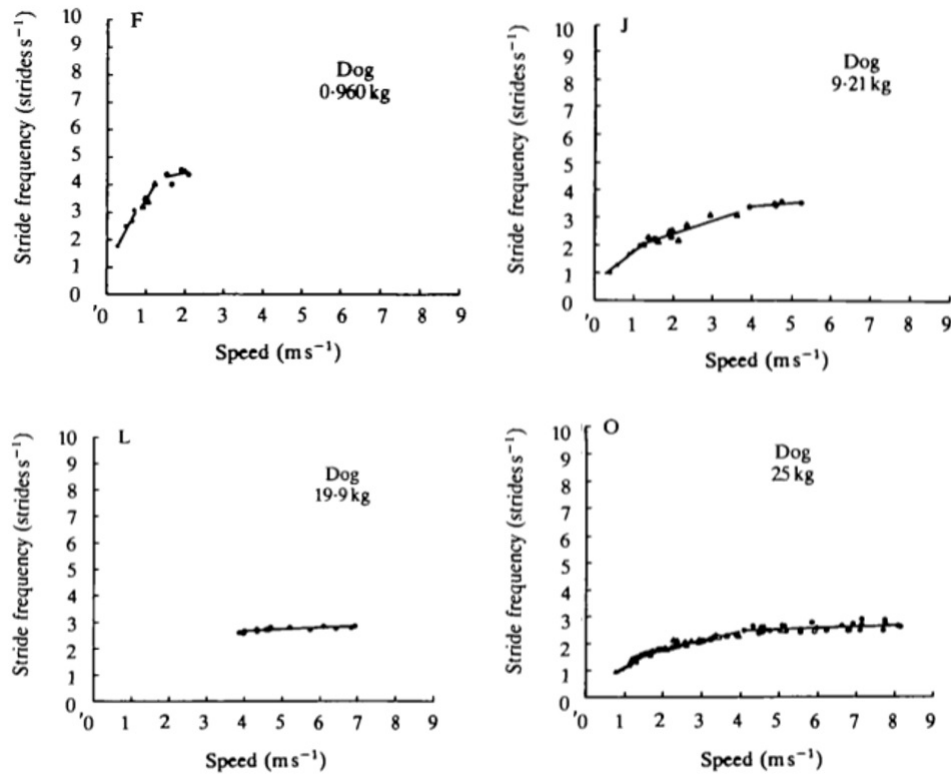 F
Dog
0·960 kg
Stride frequency (strides s⁻¹)
10
9
8
7
6
5
4
3
2
1
0
'0 1 2 3 4 5 6 7 8 9
Speed (m s⁻¹)
J
Dog
9·21 kg
Stride frequency (strides s⁻¹)
10
9
8
7
6
5
4
3
2
1
0
'0 1 2 3 4 5 6 7 8 9
Speed (m s⁻¹)
L
Dog
19·9 kg
Stride frequency (strides s⁻¹)
10
9
8
7
6
5
4
3
2
1
0
'0 1 2 3 4 5 6 7 8 9
Speed (m s⁻¹)
O
Dog
25 kg
Stride frequency (strides s⁻¹)
10
9
8
7
6
5
4
3
2
1
0
'0 1 2 3 4 5 6 7 8 9
Speed (m s⁻¹)